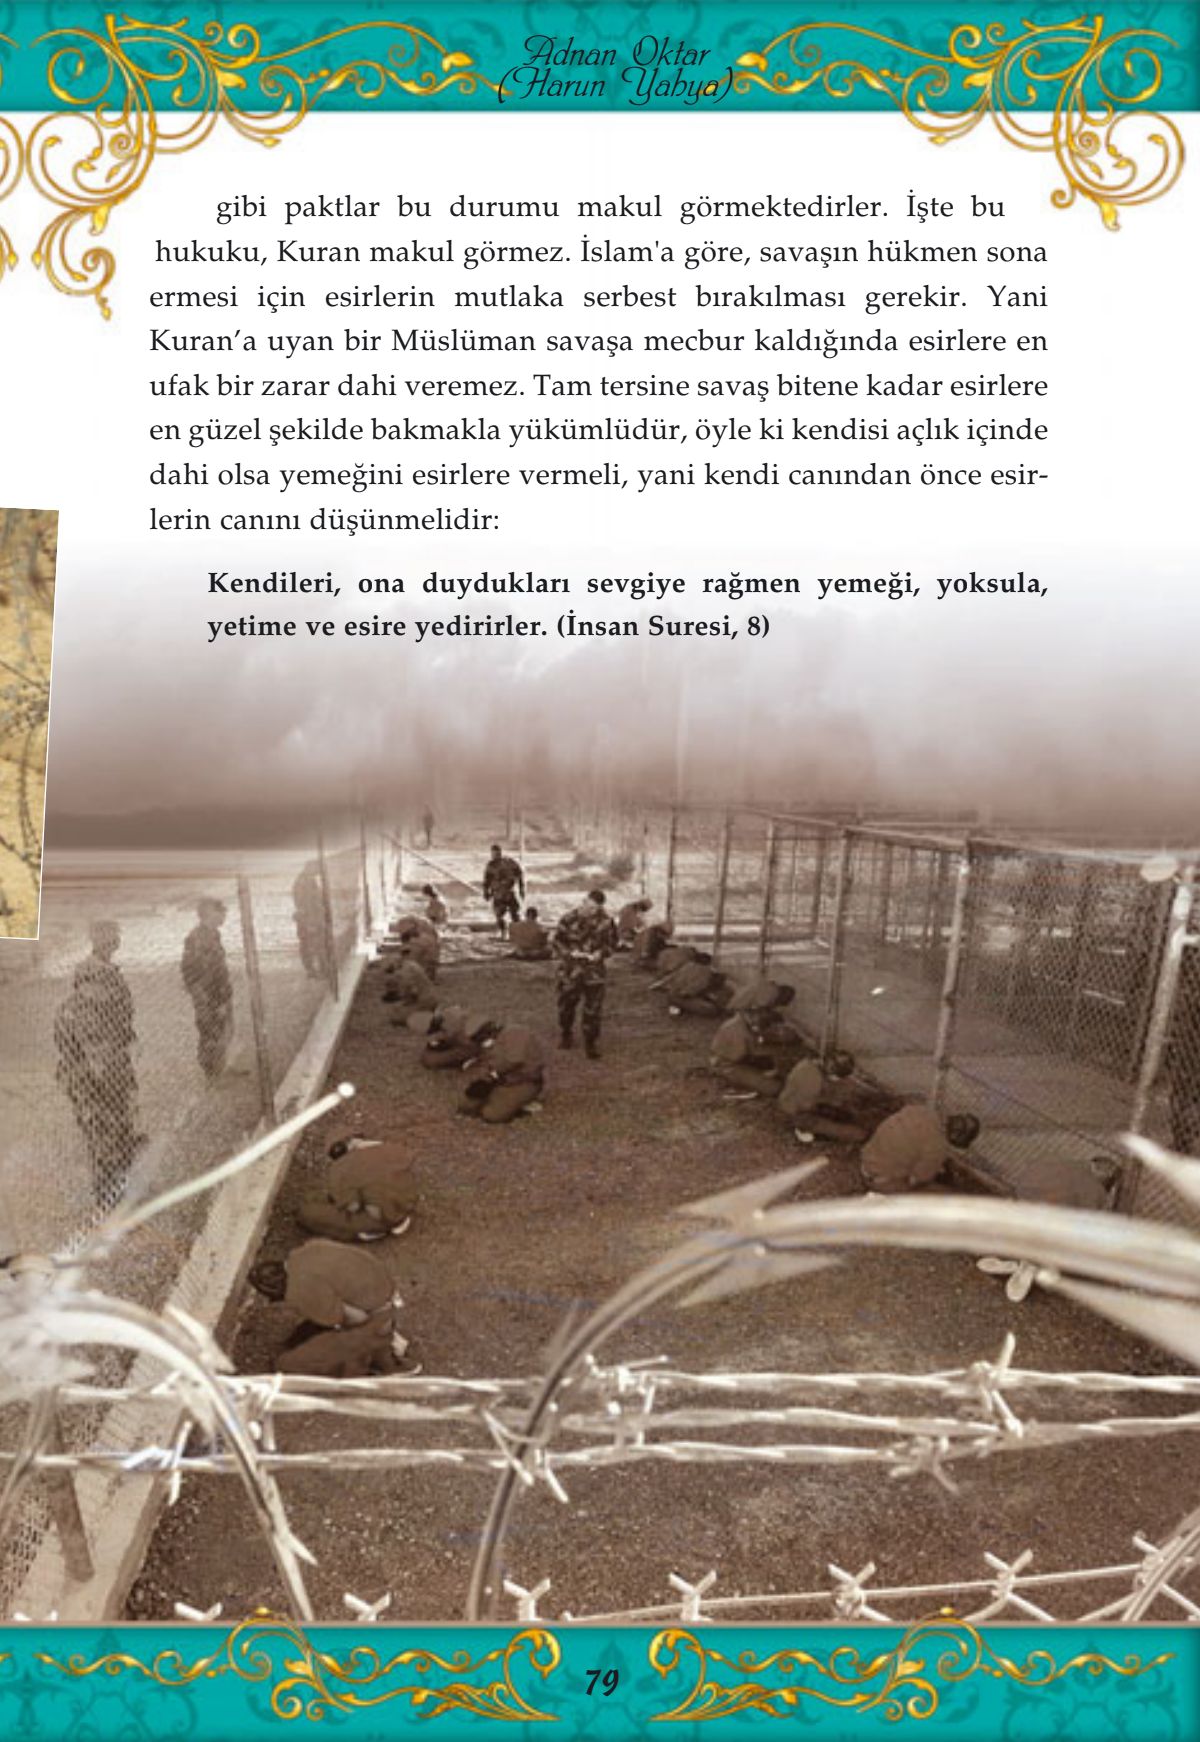 Adnan Oktar
(Harun Yahya)
gibi paktlar bu durumu makul görmektedirler. İşte bu
hukuku, Kuran makul görmez. İslam'a göre, savaşın hükmen sona
ermesi için esirlerin mutlaka serbest bırakılması gerekir. Yani
Kuran’a uyan bir Müslüman savaşa mecbur kaldığında esirlere en
ufak bir zarar dahi veremez. Tam tersine savaş bitene kadar esirlere
en güzel şekilde bakmakla yükümlüdür, öyle ki kendisi açlık içinde
dahi olsa yemeğini esirlere vermeli, yani kendi canından önce esir-
lerin canını düşünmelidir:
Kendileri, ona duydukları sevgiye rağmen yemeği, yoksula,
yetime ve esire yedirirler. (İnsan Suresi, 8)
79